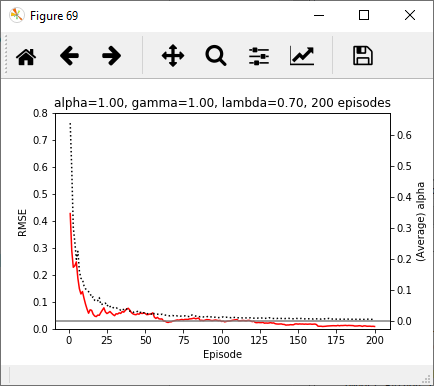 Figure 69
alpha=1.00, gamma=1.00, lambda=0.70, 200 episodes
RMSE
0.8
0.7
0.6
0.5
0.4
0.3
0.2
0.1
0.0
0 25 50 75 100 125 150 175 200
Episode
0.6
0.5
0.4
0.3
0.2
0.1
0.0
(Average) alpha